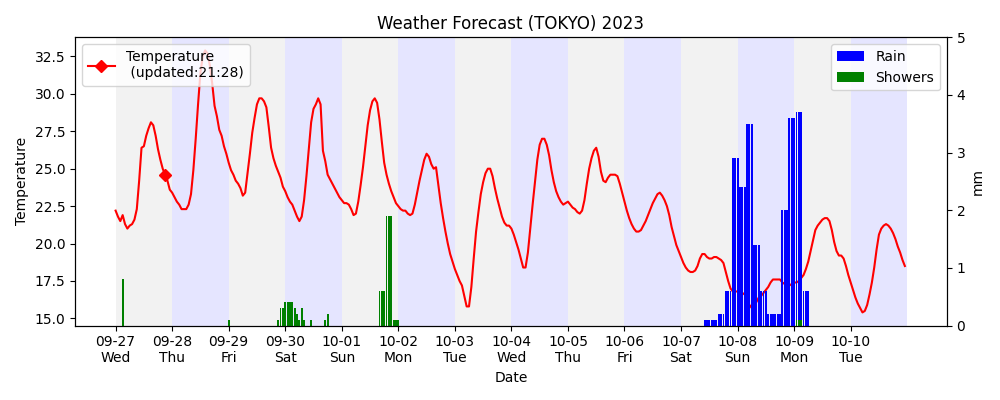 Weather Forecast (TOKYO) 2023
Temperature
(updated:21:28)
Rain
Showers
32.5
30.0
27.5
25.0
22.5
20.0
17.5
15.0
Temperature
5
4
3
2
1
0
mm
09-27 09-28 09-29 09-30 10-01 10-02 10-03 10-04 10-05 10-06 10-07 10-08 10-09 10-10
Wed Thu Fri Sat Sun Mon Tue Wed Thu Fri Sat Sun Mon Tue
Date